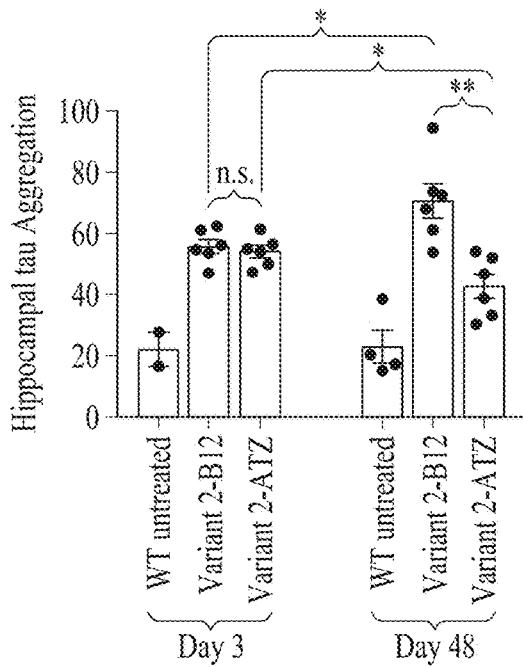 *
*
**
n.s.
Hippocampal tau Aggregation
100
80
60
40
20
0
WT untreated
Variant 2-B12
Variant 2-ATZ
WT untreated
Variant 2-B12
Variant 2-ATZ
Day 3
Day 48